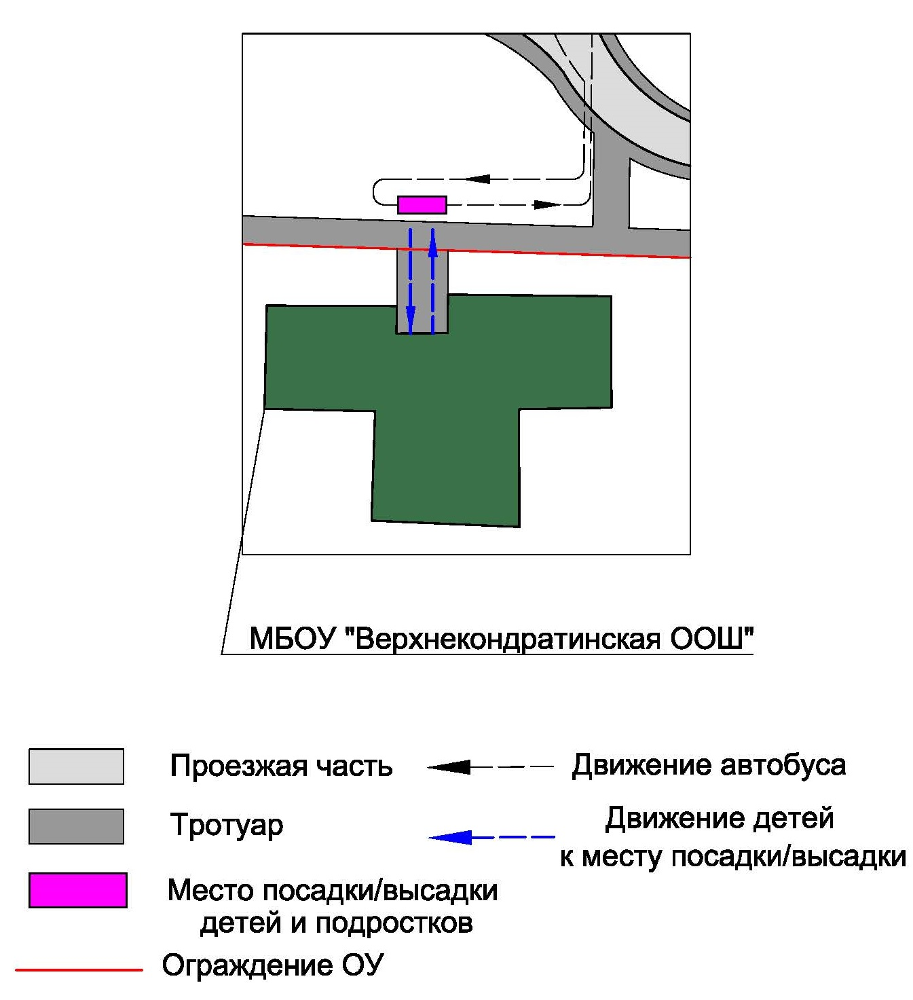 МБОУ "Верхнекондратинская ООШ"
Проезжая часть
Движение автобуса
Тротуар
Движение детей
к месту посадки/высадки
Место посадки/высадки
детей и подростков
Ограждение ОУ